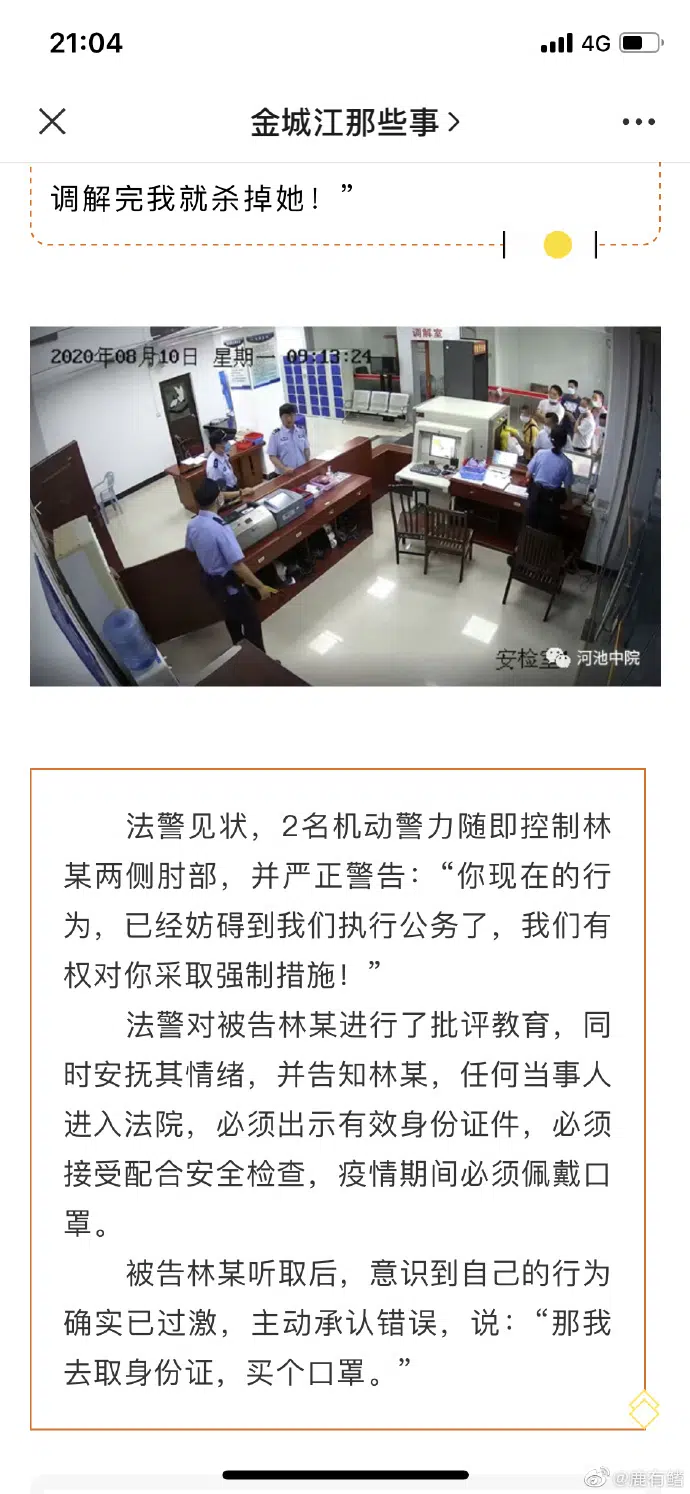 21:04
4G
金城江那些事
调解完我就杀掉她！”
调解室
2020年08月10日 星期一 09:13:24
安检室
河池中院
法警见状，2名机动警力随即控制林
某两侧肘部，并严正警告：“你现在的行
为，已经妨碍到我们执行公务了，我们有
权对你采取强制措施！”
法警对被告林某进行了批评教育，同
时安抚其情绪，并告知林某，任何当事人
进入法院，必须出示有效身份证件，必须
接受配合安全检查，疫情期间必须佩戴口
罩。
被告林某听取后，意识到自己的行为
确实已过激，主动承认错误，说：“那我
去取身份证，买个口罩。”
@鹿有鳍